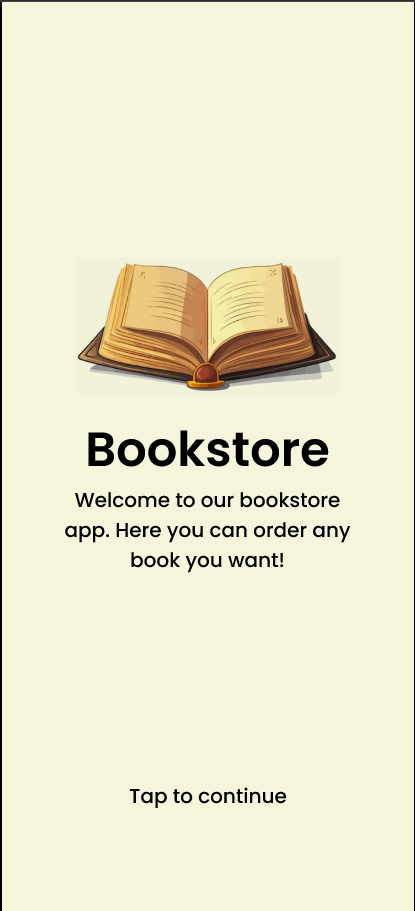 Bookstore
Welcome to our bookstore
app. Here you can order any
book you want!
Tap to continue